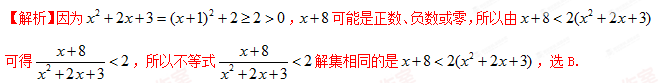 【解析】因为 x²+2x+3=(x+1)²+2≥2>0，x+8 可能是正数、负数或零，所以由 x+8<2(x²+2x+3)
可得 (x+8)/(x²+2x+3)<2，所以不等式 (x+8)/(x²+2x+3)<2 解集相同的是 x+8<2(x²+2x+3)，选 B.